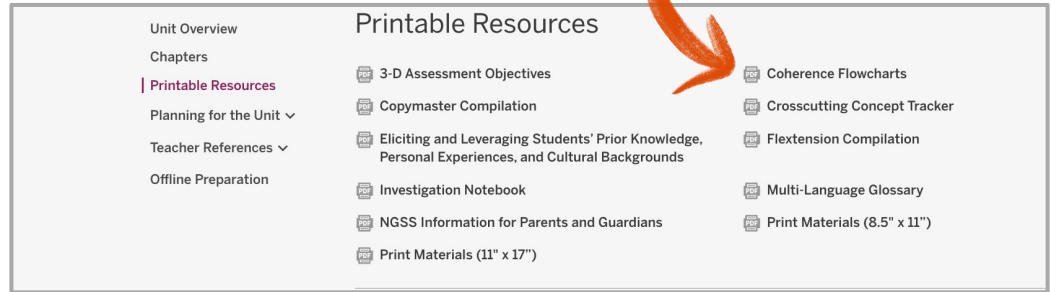 Unit Overview
Chapters
Printable Resources
Planning for the Unit
Teacher References
Offline Preparation
Printable Resources
PDF 3-D Assessment Objectives
PDF Copymaster Compilation
PDF Eliciting and Leveraging Students' Prior Knowledge,
Personal Experiences, and Cultural Backgrounds
PDF Investigation Notebook
PDF NGSS Information for Parents and Guardians
PDF Print Materials (11" x 17")
PDF Coherence Flowcharts
PDF Crosscutting Concept Tracker
PDF Flextension Compilation
PDF Multi-Language Glossary
PDF Print Materials (8.5" x 11")